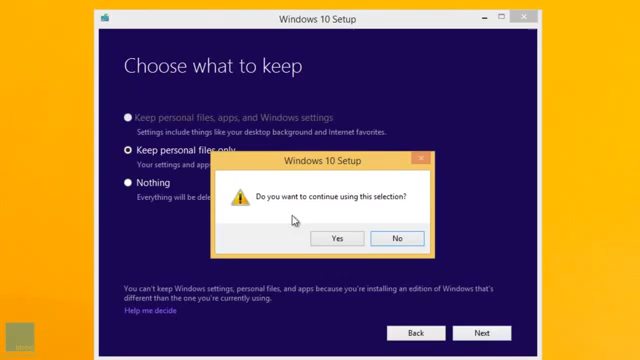 Windows 10 Setup
Choose what to keep
Keep personal files, apps, and Windows settings
Settings include things like your desktop background and Internet favorites.
Keep personal files only
Your settings and apps
Nothing
Everything will be dele
Windows 10 Setup
Do you want to continue using this selection?
Yes
No
You can't keep Windows settings, personal files, and apps because you're installing an edition of Windows that's
different than the one you're currently using.
Help me decide
Back
Next